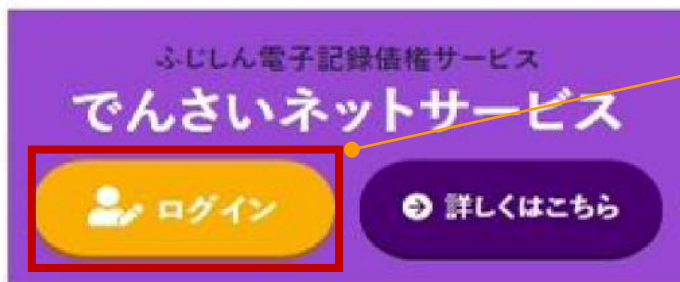 ふじしん電子記録債権サービス
でんさいネットサービス
ログイン
詳しくはこちら